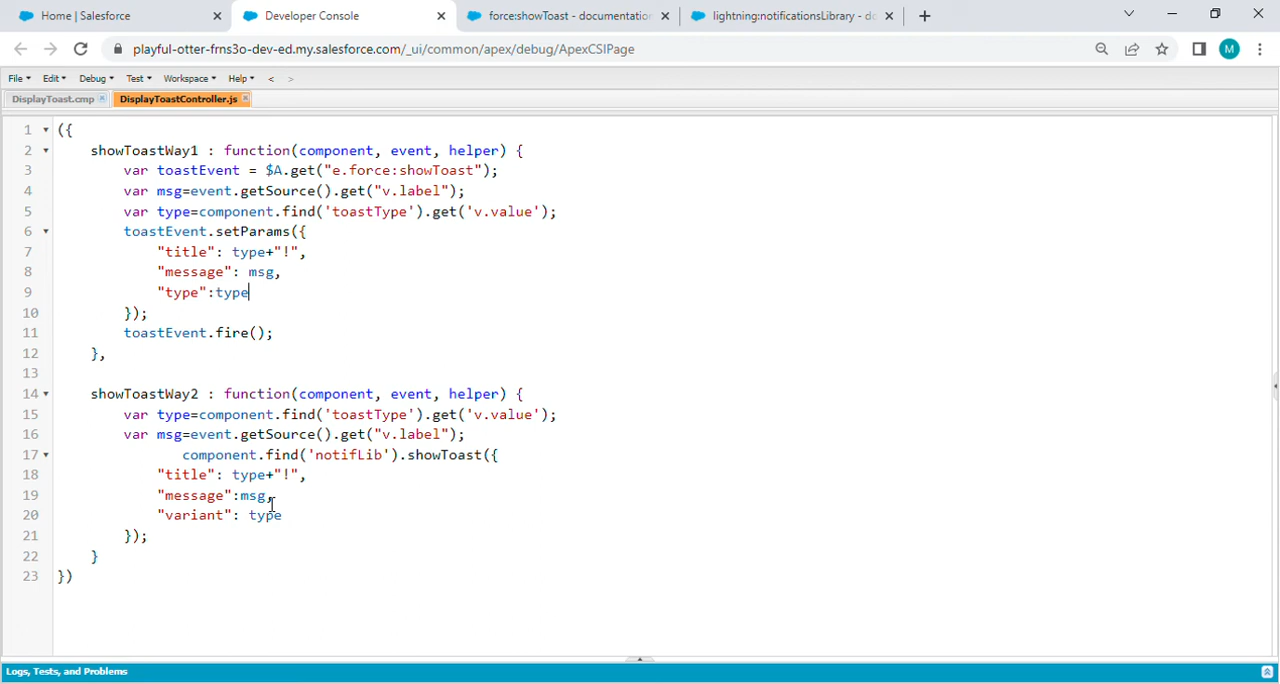 Home | Salesforce
Developer Console
force:showToast - documentatio
lightning:notificationsLibrary - do
playful-otter-frns3o-dev-ed.my.salesforce.com/_ui/common/apex/debug/ApexCSIPage
M
File Edit Debug Test Workspace Help < >
DisplayToast.cmp DisplayToastController.js
1 ({
2 showToastWay1 : function(component, event, helper) {
3 var toastEvent = $A.get("e.force:showToast");
4 var msg=event.getSource().get("v.label");
5 var type=component.find('toastType').get('v.value');
6 toastEvent.setParams({
7 "title": type+"!",
8 "message": msg,
9 "type":type
10 });
11 toastEvent.fire();
12 },
13
14 showToastWay2 : function(component, event, helper) {
15 var type=component.find('toastType').get('v.value');
16 var msg=event.getSource().get("v.label");
17 component.find('notifLib').showToast({
18 "title": type+"!",
19 "message":msg,
20 "variant": type
21 });
22 }
23 })
Logs, Tests, and Problems